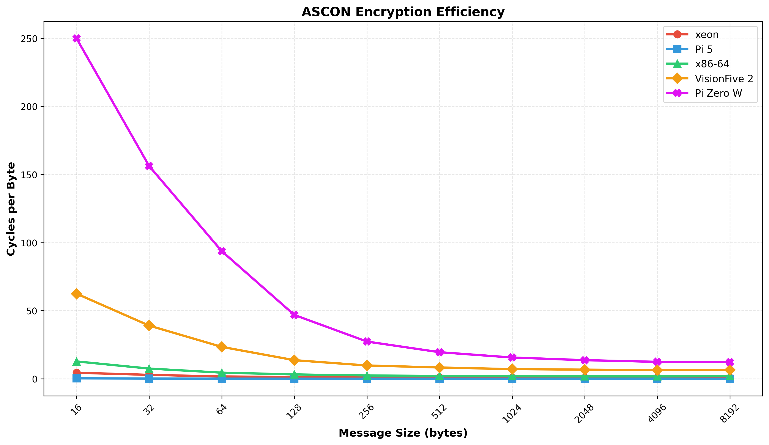 ASCON Encryption Efficiency
xeon
Pi 5
x86-64
VisionFive 2
Pi Zero W
Cycles per Byte
250
200
150
100
50
0
16
32
64
128
256
512
1024
2048
4096
8192
Message Size (bytes)